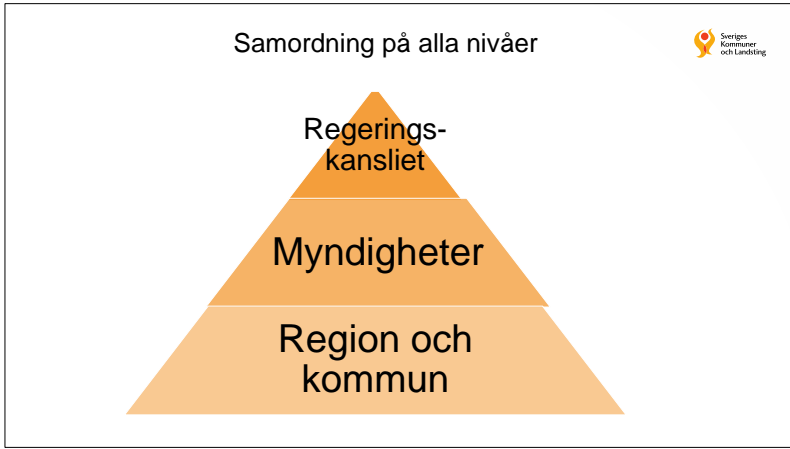 Samordning på alla nivåer
Sveriges
Kommuner
och Landsting
Regerings-
kansliet
Myndigheter
Region och
kommun